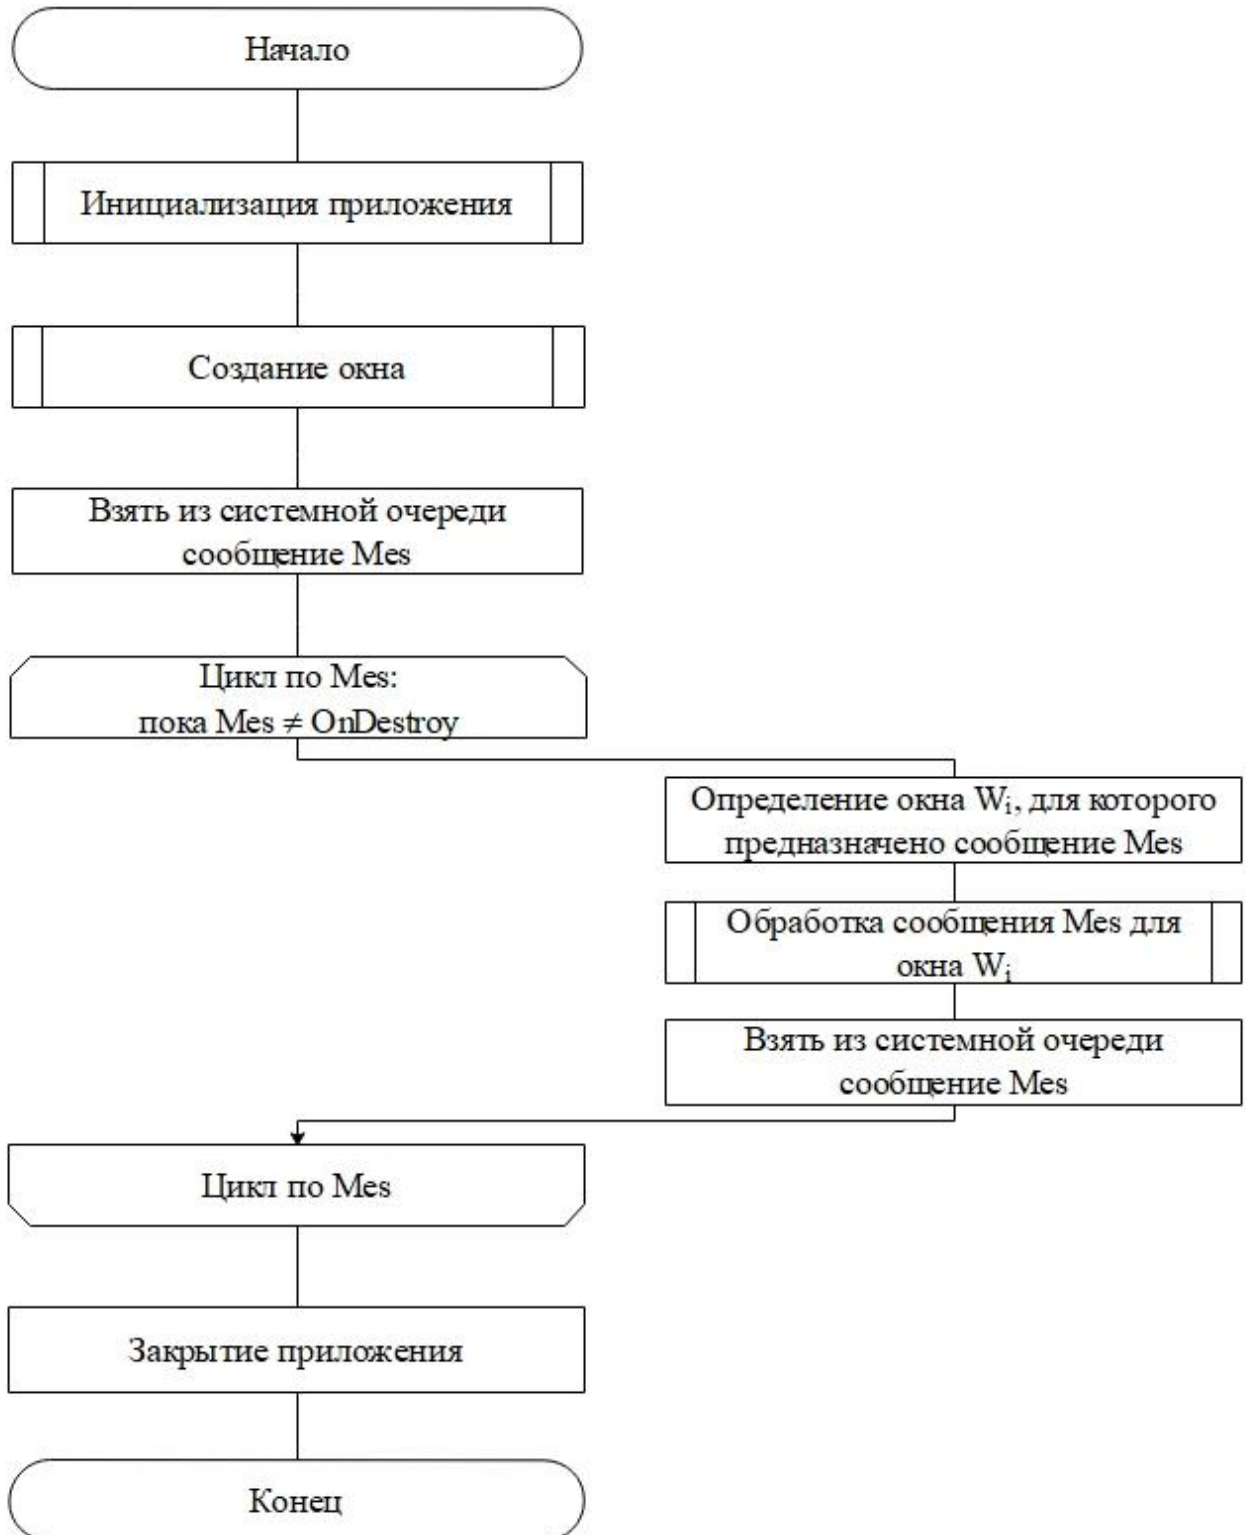 Начало
Инициализация приложения
Создание окна
Взять из системной очереди
сообщение Mes
Цикл по Mes:
пока Mes ≠ OnDestroy
Определение окна Wᵢ, для которого
предназначено сообщение Mes
Обработка сообщения Mes для
окна Wᵢ
Взять из системной очереди
сообщение Mes
Цикл по Mes
Закрытие приложения
Конец